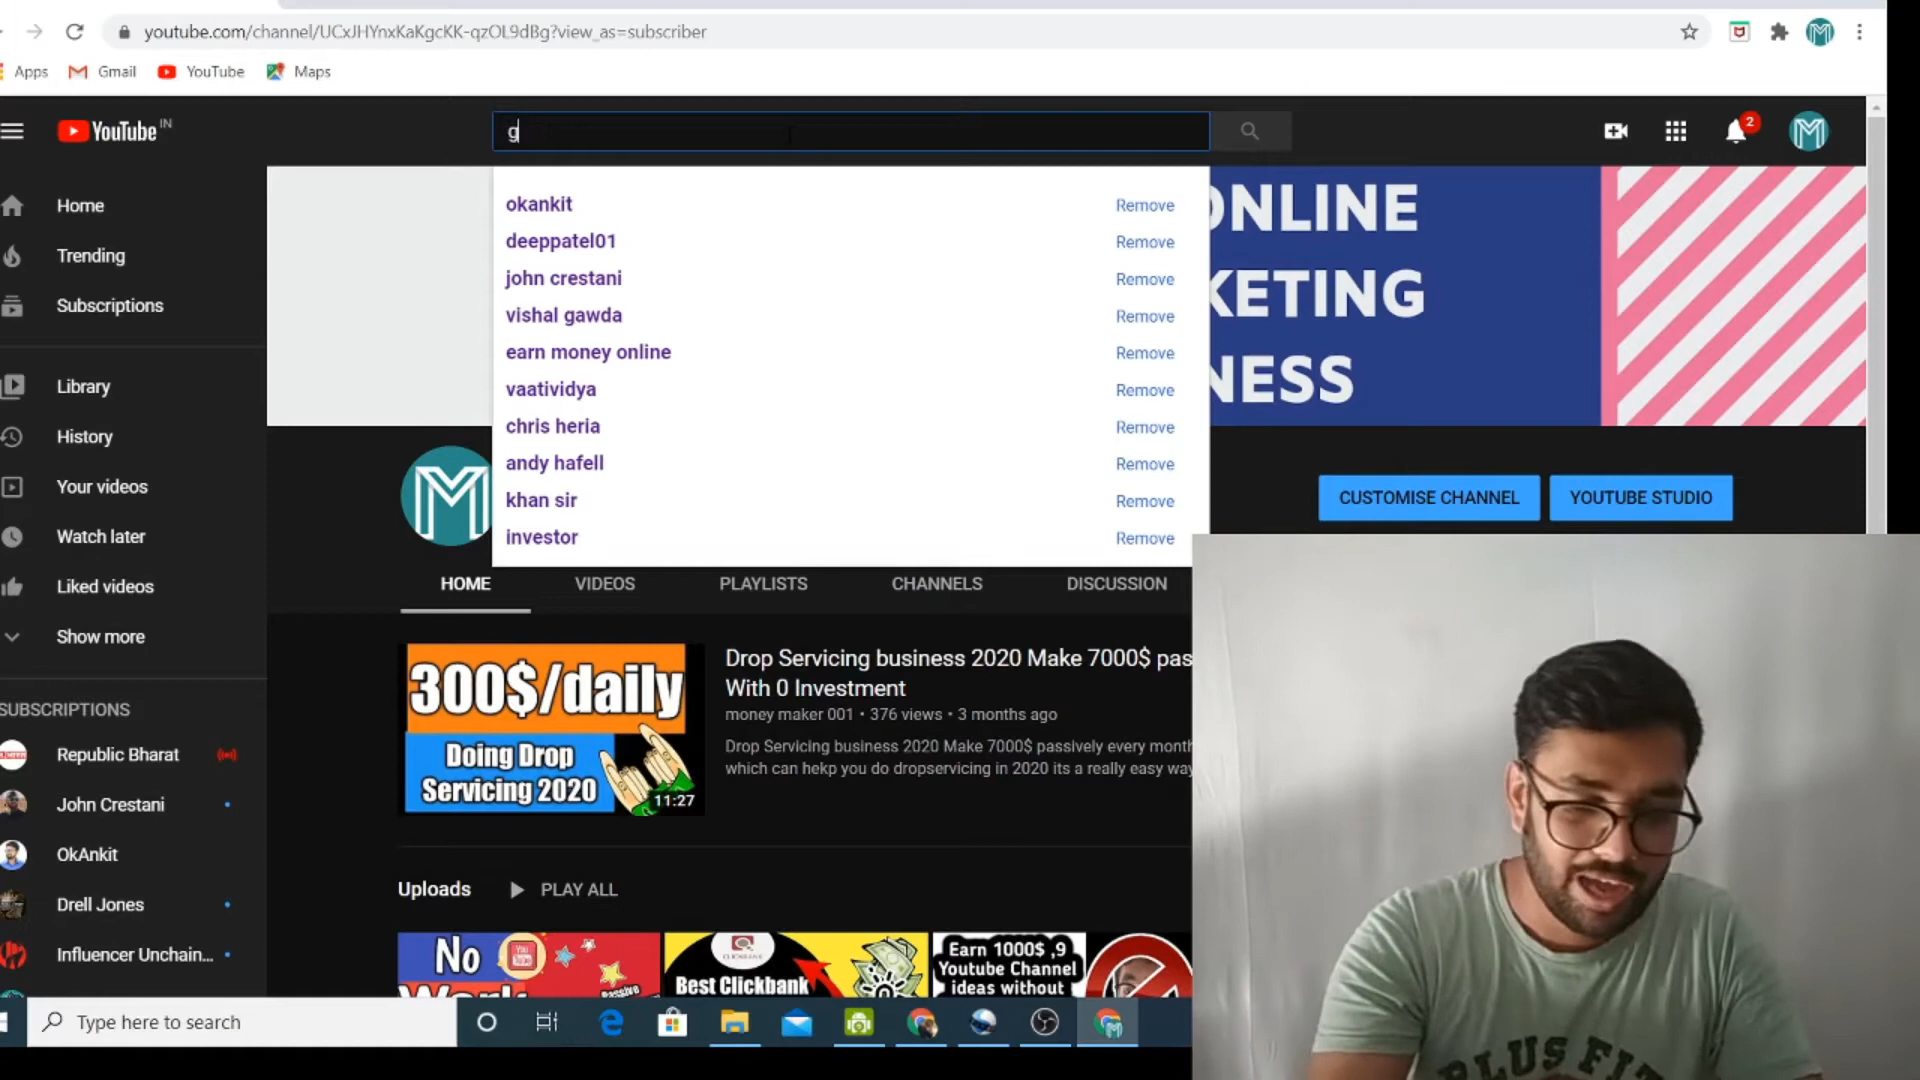 youtube.com/channel/UCxJHYnxKaKgcKK-qzOL9dBg?view_as=subscriber
Apps Gmail YouTube Maps
YouTube IN
g
2
okankit Remove
deeppatel01 Remove
john crestani Remove
vishal gawda Remove
earn money online Remove
vaatividya Remove
chris heria Remove
andy hafell Remove
khan sir Remove
investor Remove
ONLINE
KETING
NESS
Home
Trending
Subscriptions
Library
History
Your videos
Watch later
Liked videos
Show more
SUBSCRIPTIONS
Republic Bharat
John Crestani
OkAnkit
Drell Jones
Influencer Unchain...
M
CUSTOMISE CHANNEL YOUTUBE STUDIO
HOME VIDEOS PLAYLISTS CHANNELS DISCUSSION
300$/daily
Doing Drop
Servicing 2020
11:27
Drop Servicing business 2020 Make 7000$ pas
With 0 Investment
money maker 001 • 376 views • 3 months ago
Drop Servicing business 2020 Make 7000$ passively every month
which can hekp you do dropservicing in 2020 its a really easy way
Uploads PLAY ALL
No
Work
Passive
CLICKBANK
Best Clickbank
Earn 1000$ ,9
Youtube Channel
ideas without
Type here to search
PLUS FIT